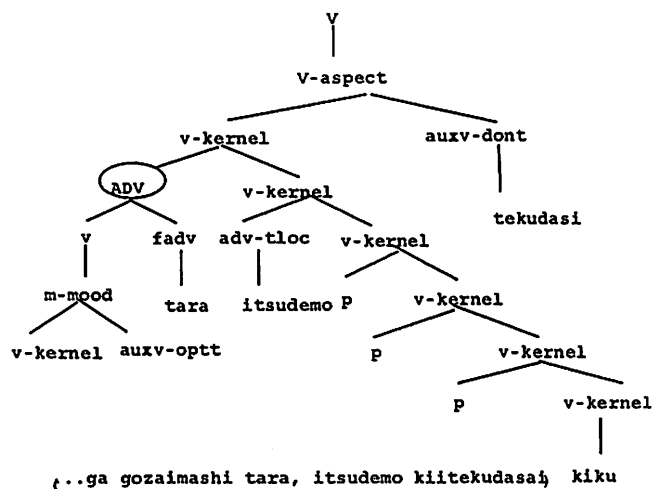 V
V-aspect
v-kernel auxv-dont
ADV v-kernel
tekudasi
v fadv adv-tloc v-kernel
m-mood tara itsudemo p v-kernel
v-kernel auxv-optt p v-kernel
p v-kernel
(..ga gozaimashi tara, itsudemo kiitekudasai) kiku